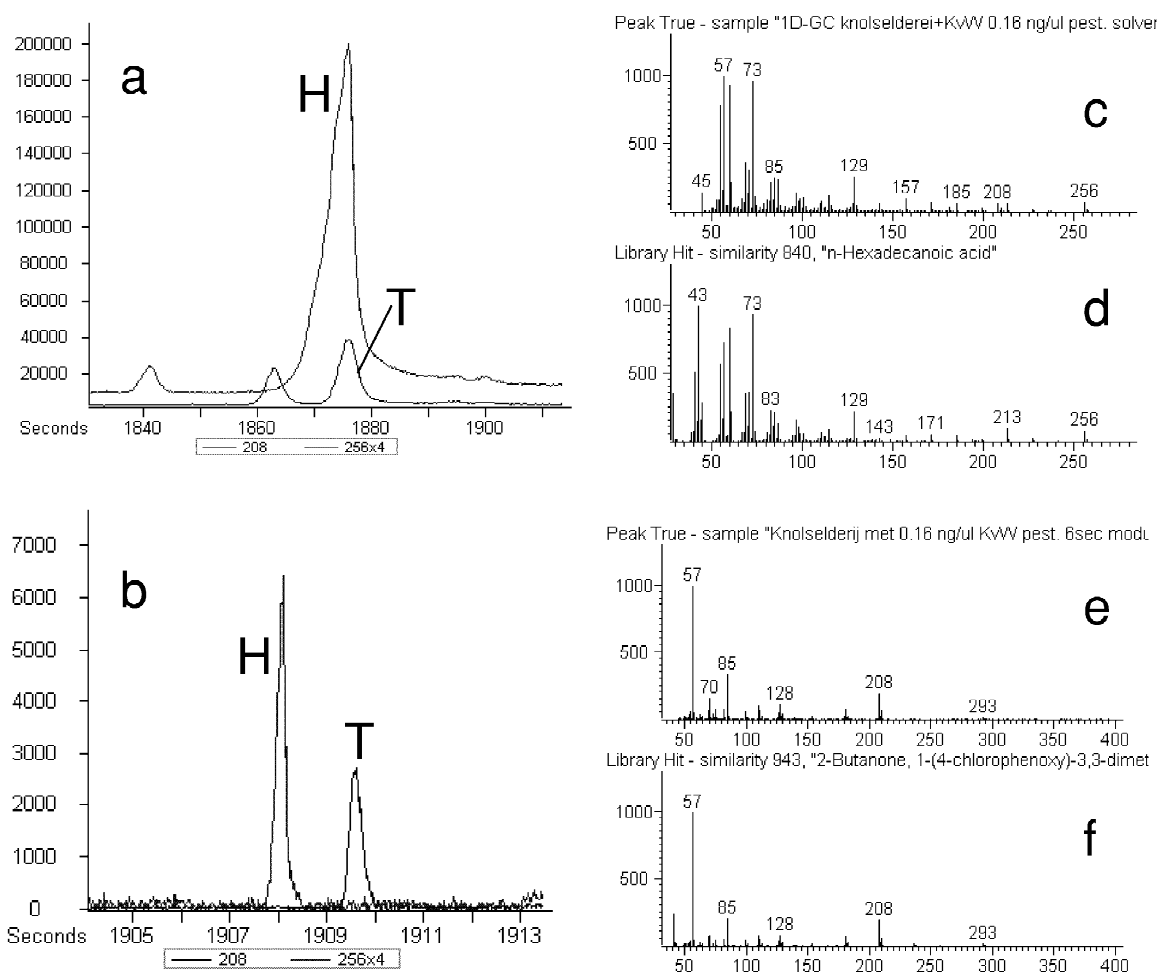 a
H
T
200000
180000
160000
140000
120000
100000
80000
60000
40000
20000
Seconds 1840 1860 1880 1900
208 256x4
Peak True - sample "1D-GC knolselderei+KvW 0.16 ng/ul pest. solver
c
1000
500
45 57 73 85 129 157 185 208 256
50 100 150 200 250
Library Hit - similarity 840, "n-Hexadecanoic acid"
d
1000
500
43 73 83 129 143 171 213 256
50 100 150 200 250
b
H
T
7000
6000
5000
4000
3000
2000
1000
0
Seconds 1905 1907 1909 1911 1913
208 256x4
Peak True - sample "Knolselderij met 0.16 ng/ul KvW pest. 6sec modu
e
1000
500
57 70 85 128 208 293
50 100 150 200 250 300 350 400
Library Hit - similarity 943, "2-Butanone, 1-(4-chlorophenoxy)-3,3-dimet
f
1000
500
57 85 128 208 293
50 100 150 200 250 300 350 400